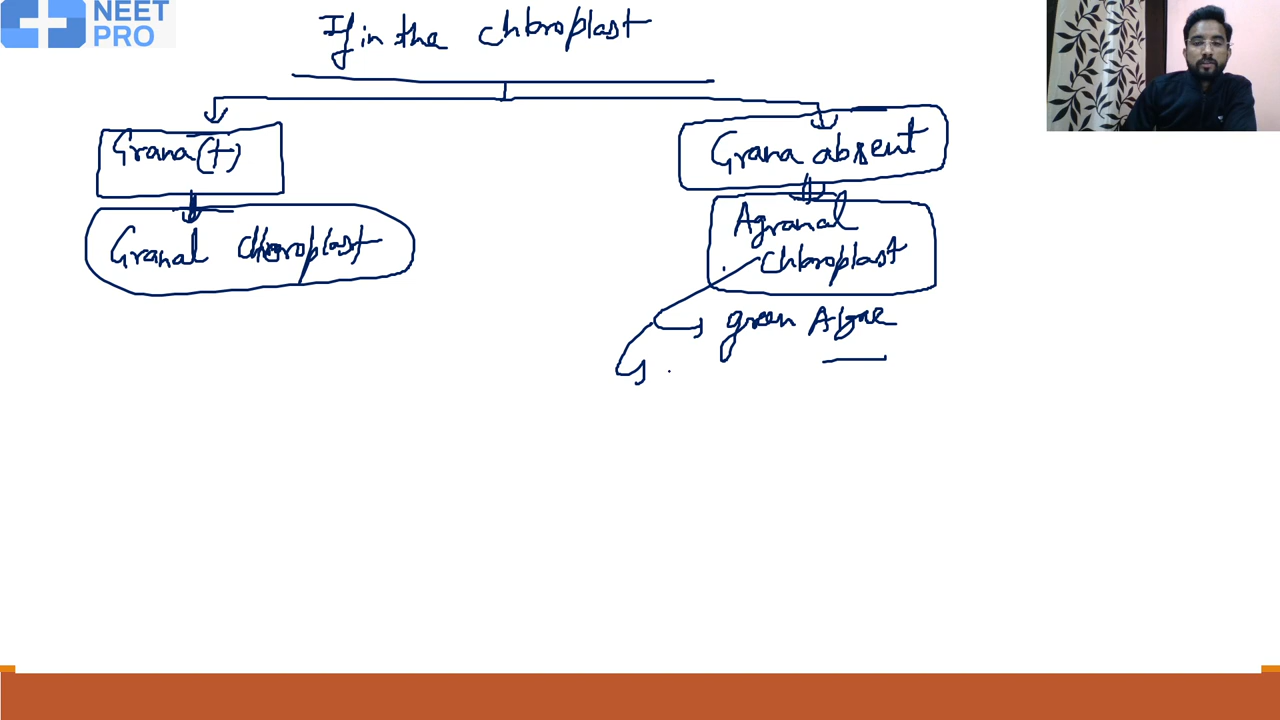 NEET
PRO
If in the chloroplast
Grana (+)
Grana absent
Granal chloroplast
Agranal
chloroplast
green Algae